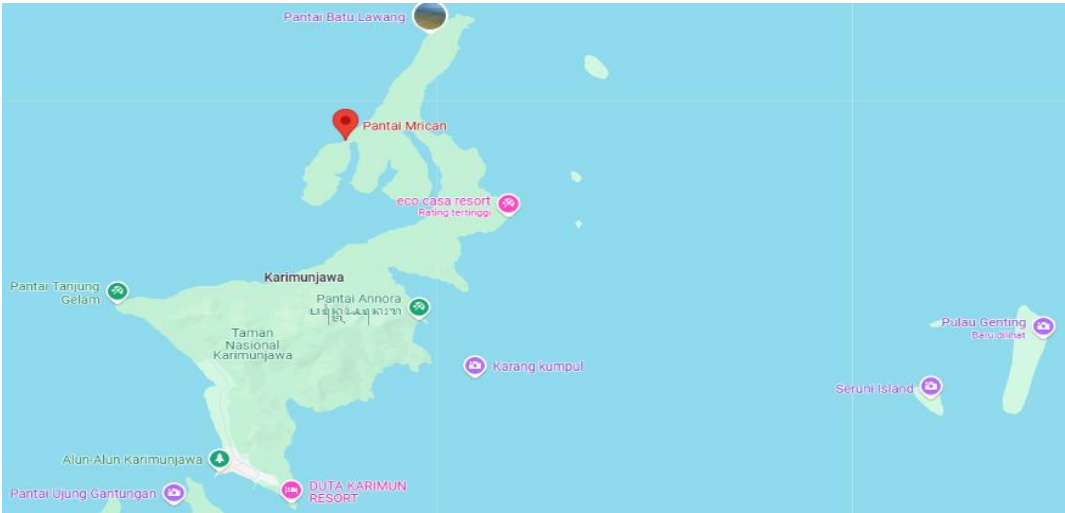 Pantai Batu Lawang
Pantai Mrican
eco casa resort
Rating tertinggi
Karimunjawa
Pantai Tanjung
Gelam
Pantai Annora
Taman
Nasional
Karimunjawa
Pulau Genting
Baru dilihat
Karang kumpul
Seruni Island
Alun-Alun Karimunjawa
Pantai Ujung Gantungan
DUTA KARIMUN
RESORT